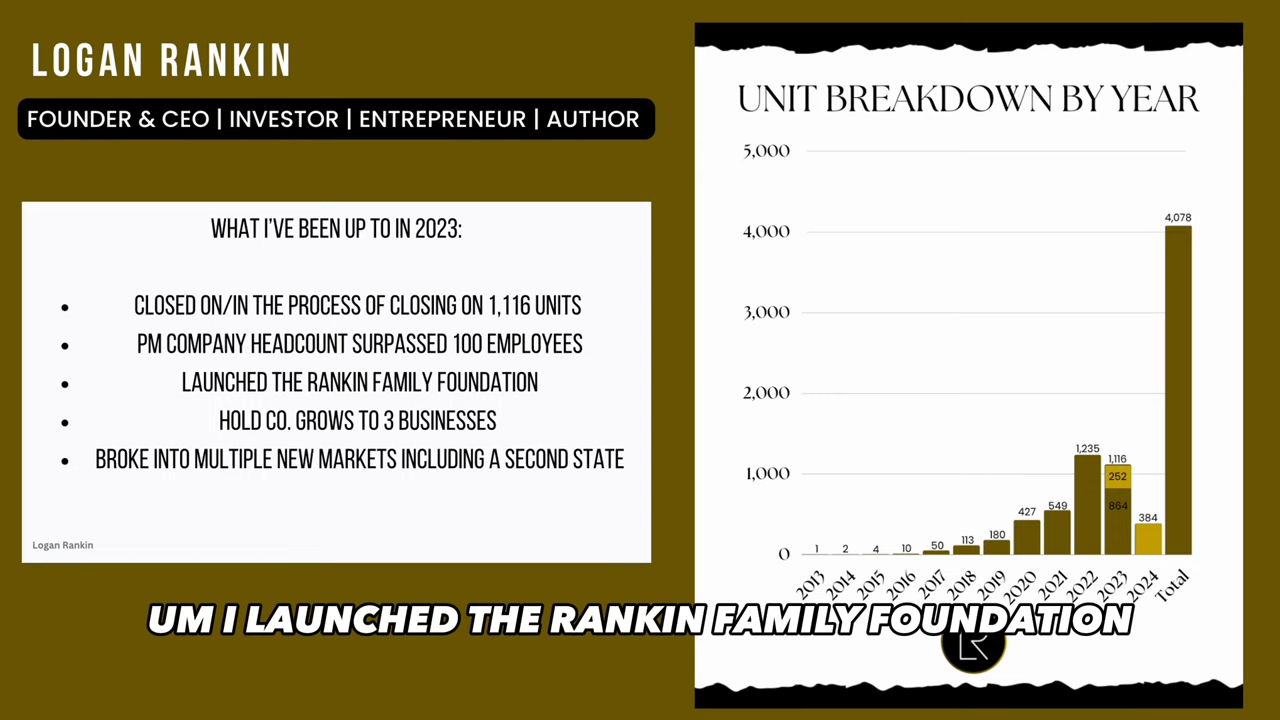 LOGAN RANKIN
FOUNDER & CEO | INVESTOR | ENTREPRENEUR | AUTHOR
WHAT I'VE BEEN UP TO IN 2023:
• CLOSED ON/IN THE PROCESS OF CLOSING ON 1,116 UNITS
• PM COMPANY HEADCOUNT SURPASSED 100 EMPLOYEES
• LAUNCHED THE RANKIN FAMILY FOUNDATION
• HOLD CO. GROWS TO 3 BUSINESSES
• BROKE INTO MULTIPLE NEW MARKETS INCLUDING A SECOND STATE
Logan Rankin
UNIT BREAKDOWN BY YEAR
5,000
4,000
3,000
2,000
1,000
0
1
2
4
10
50
113
180
427
549
1,235
1,116
252
864
384
4,078
2013
2014
2015
2016
2017
2018
2019
2020
2021
2022
2023
2024
Total
UM I LAUNCHED THE RANKIN FAMILY FOUNDATION
LR